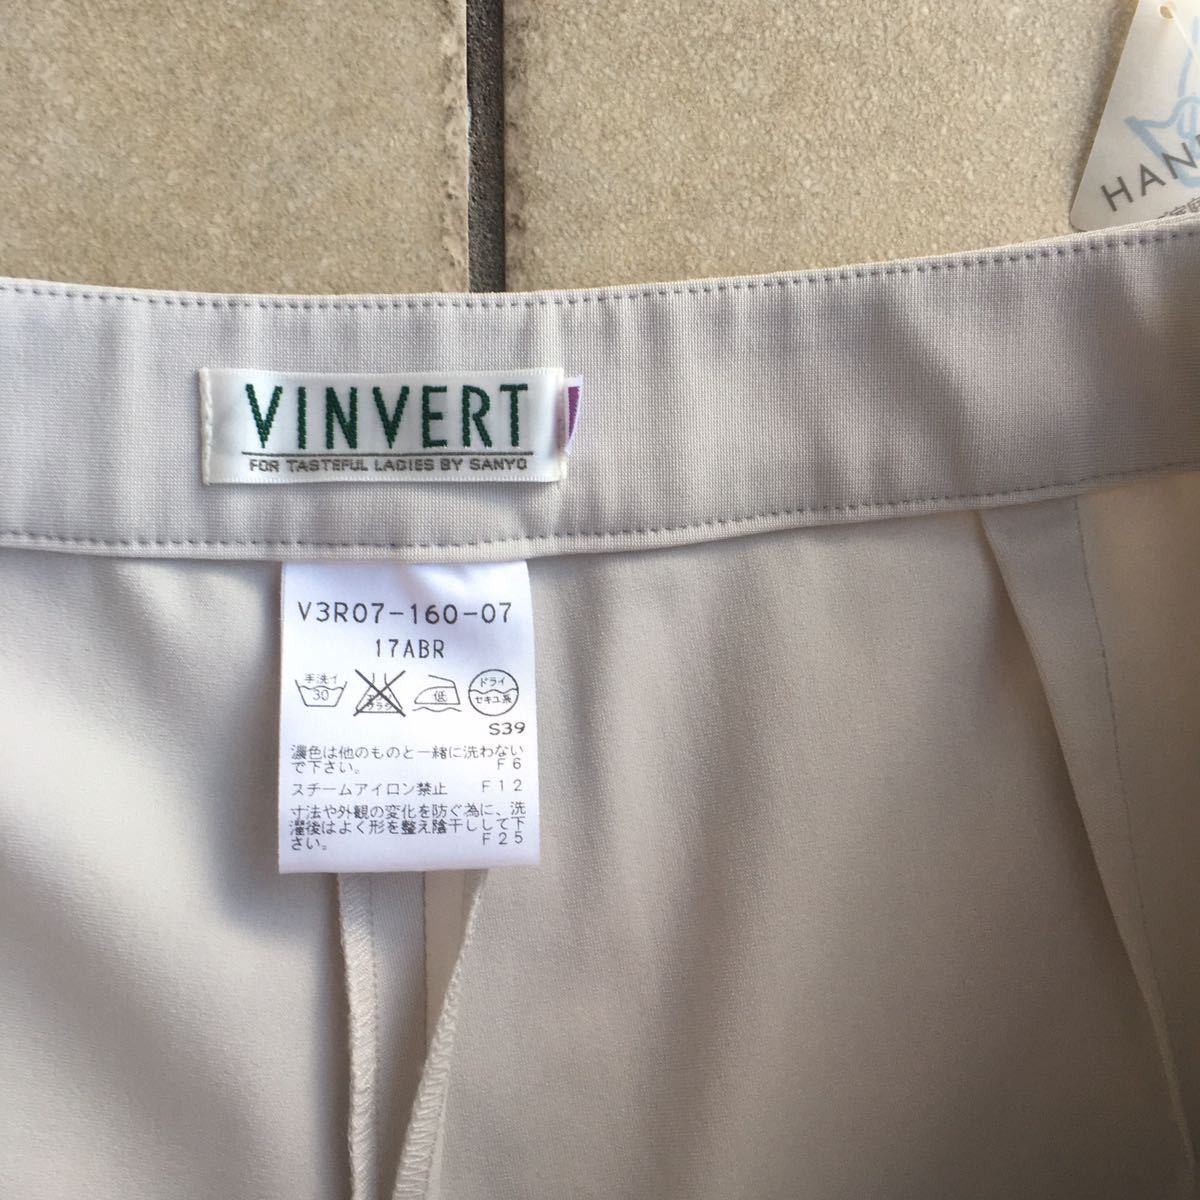 HAN
VINVERT
FOR TASTEFUL LADIES BY SANYO
V3R07-160-07
17ABR
手洗イ
30
低
ドライ
セキユ系
S39
濃色は他のものと一緒に洗わない
で下さい。 F6
スチームアイロン禁止 F12
寸法や外観の変化を防ぐ為に、洗
濯後はよく形を整え陰干しして下
さい。 F25